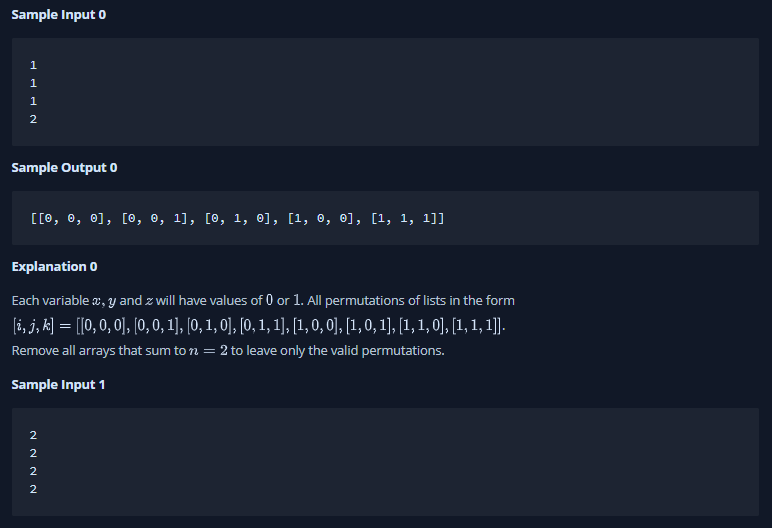 Sample Input 0
1
1
1
2
Sample Output 0
[[0, 0, 0], [0, 0, 1], [0, 1, 0], [1, 0, 0], [1, 1, 1]]
Explanation 0
Each variable x, y and z will have values of 0 or 1. All permutations of lists in the form
[i, j, k] = [[0, 0, 0], [0, 0, 1], [0, 1, 0], [0, 1, 1], [1, 0, 0], [1, 0, 1], [1, 1, 0], [1, 1, 1]].
Remove all arrays that sum to n = 2 to leave only the valid permutations.
Sample Input 1
2
2
2
2